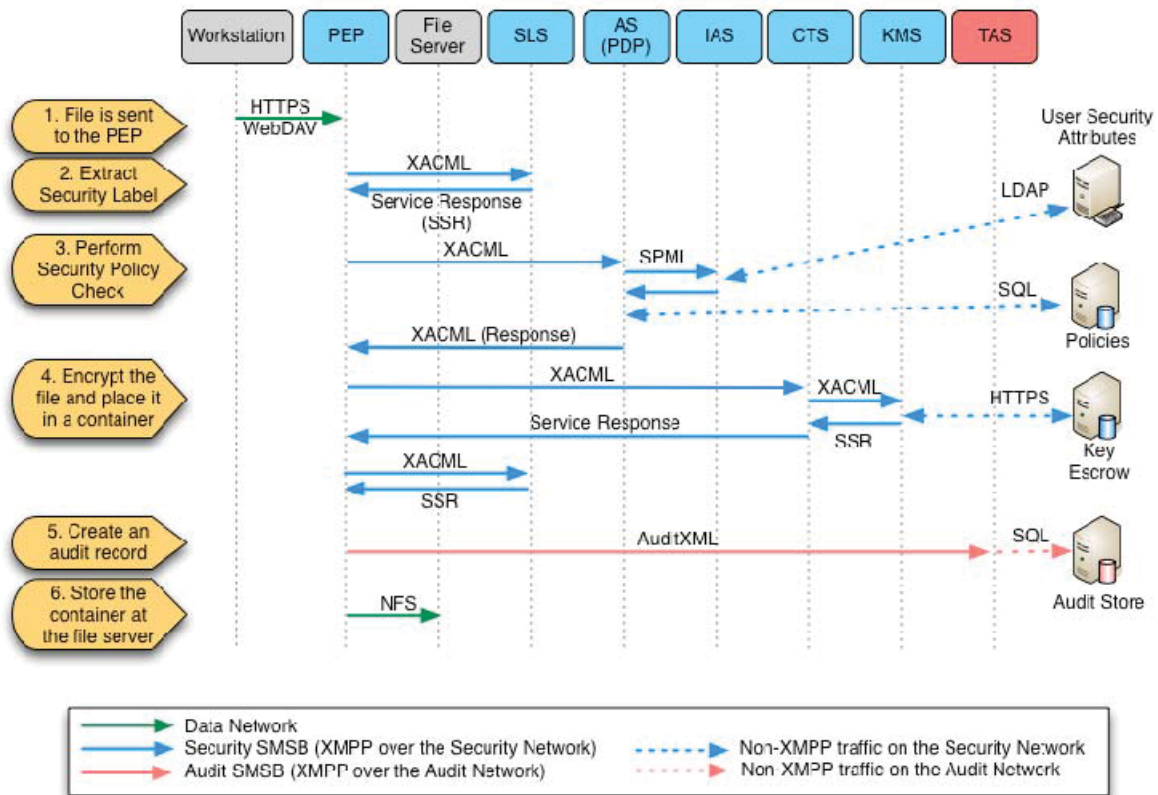 Workstation
PEP
File
Server
SLS
AS
(PDP)
IAS
CTS
KMS
TAS
1. File is sent
to the PEP
HTTPS
WebDAV
User Security
Attributes
2. Extract
Security Label
XACML
Service Response
(SSR)
LDAP
3. Perform
Security Policy
Check
XACML
SPML
SQL
XACML (Response)
Policies
4. Encrypt the
file and place it
in a container
XACML
XACML
HTTPS
Service Response
SSR
Key
Escrow
XACML
SSR
5. Create an
audit record
AuditXML
SQL
Audit Store
6. Store the
container at
the file server
NFS
Data Network
Security SMSB (XMPP over the Security Network)
Audit SMSB (XMPP over the Audit Network)
Non-XMPP traffic on the Security Network
Non-XMPP traffic on the Audit Network